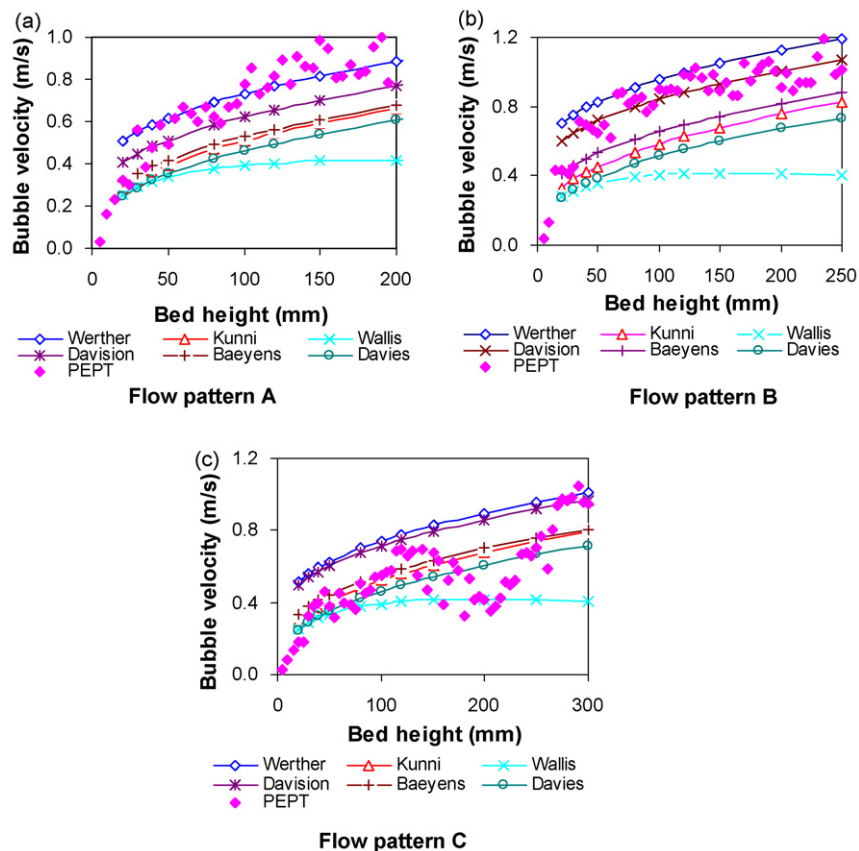 (a)
Bubble velocity (m/s)
1.0
0.8
0.6
0.4
0.2
0.0
0 50 100 150 200
Bed height (mm)
Werther Kunni Wallis
Davision Baeyens Davies
PEPT
Flow pattern A
(b)
Bubble velocity (m/s)
1.2
0.8
0.4
0.0
0 50 100 150 200 250
Bed height (mm)
Werther Kunni Wallis
Davision Baeyens Davies
PEPT
Flow pattern B
(c)
Bubble velocity (m/s)
1.2
0.8
0.4
0.0
0 100 200 300
Bed height (mm)
Werther Kunni Wallis
Davision Baeyens Davies
PEPT
Flow pattern C